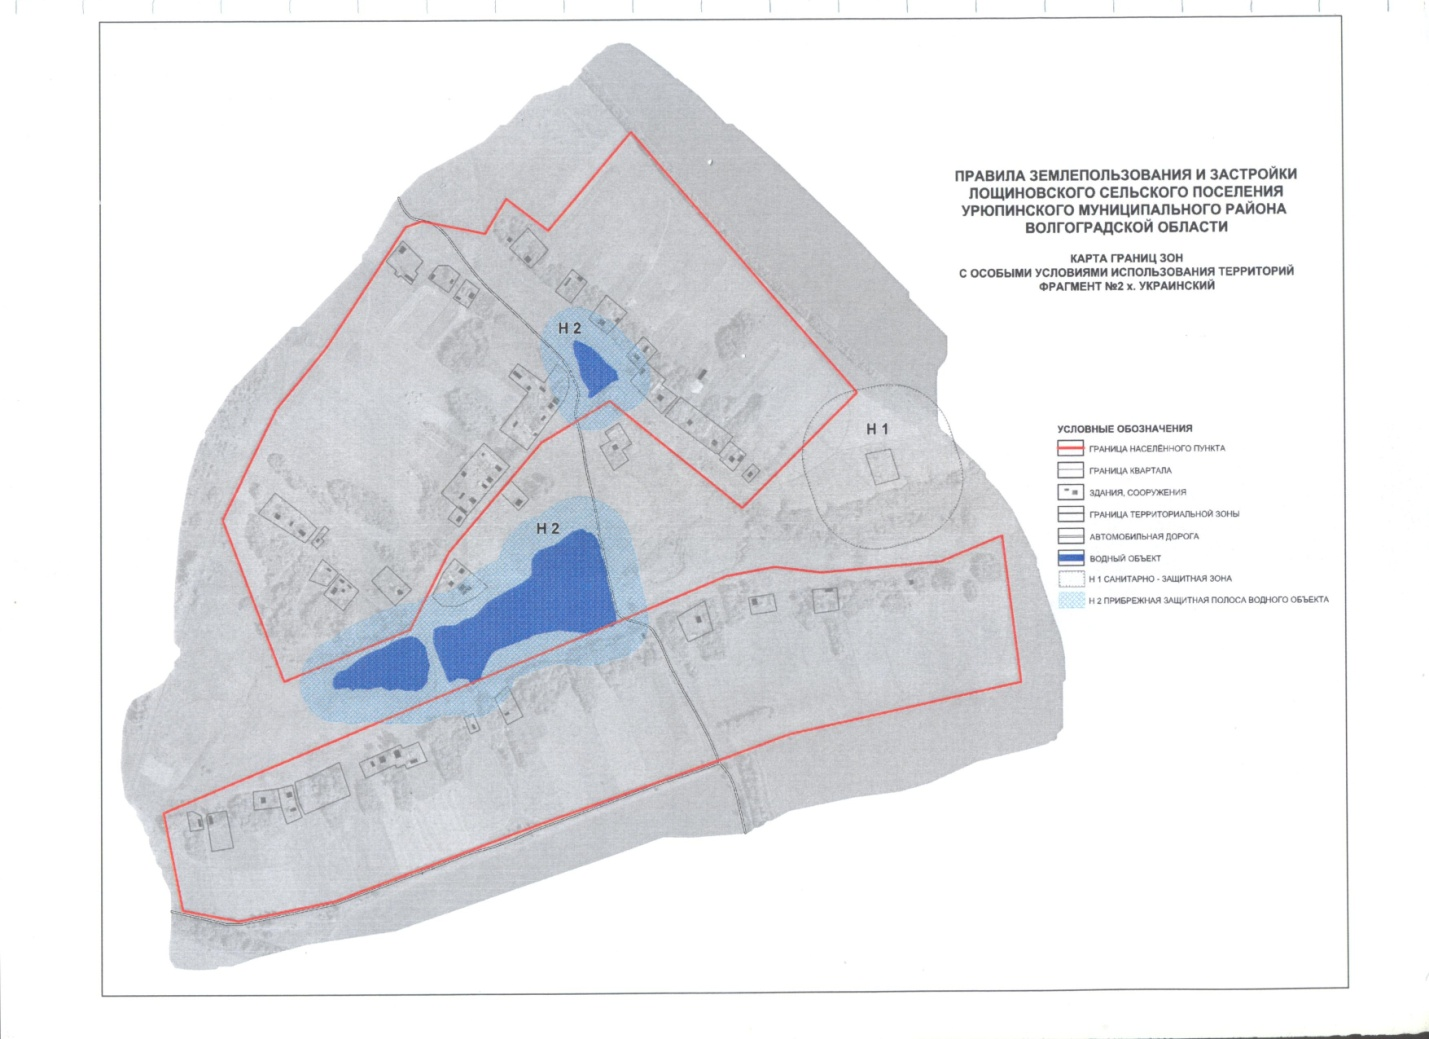 ПРАВИЛА ЗЕМЛЕПОЛЬЗОВАНИЯ И ЗАСТРОЙКИ
ЛОЩИНОВСКОГО СЕЛЬСКОГО ПОСЕЛЕНИЯ
УРЮПИНСКОГО МУНИЦИПАЛЬНОГО РАЙОНА
ВОЛГОГРАДСКОЙ ОБЛАСТИ
КАРТА ГРАНИЦ ЗОН
С ОСОБЫМИ УСЛОВИЯМИ ИСПОЛЬЗОВАНИЯ ТЕРРИТОРИЙ
ФРАГМЕНТ №2 х. УКРАИНСКИЙ
Н 2
Н 1
Н 2
УСЛОВНЫЕ ОБОЗНАЧЕНИЯ
ГРАНИЦА НАСЕЛЁННОГО ПУНКТА
ГРАНИЦА КВАРТАЛА
ЗДАНИЯ, СООРУЖЕНИЯ
ГРАНИЦА ТЕРРИТОРИАЛЬНОЙ ЗОНЫ
АВТОМОБИЛЬНАЯ ДОРОГА
ВОДНЫЙ ОБЪЕКТ
Н 1 САНИТАРНО - ЗАЩИТНАЯ ЗОНА
Н 2 ПРИБРЕЖНАЯ ЗАЩИТНАЯ ПОЛОСА ВОДНОГО ОБЪЕКТА